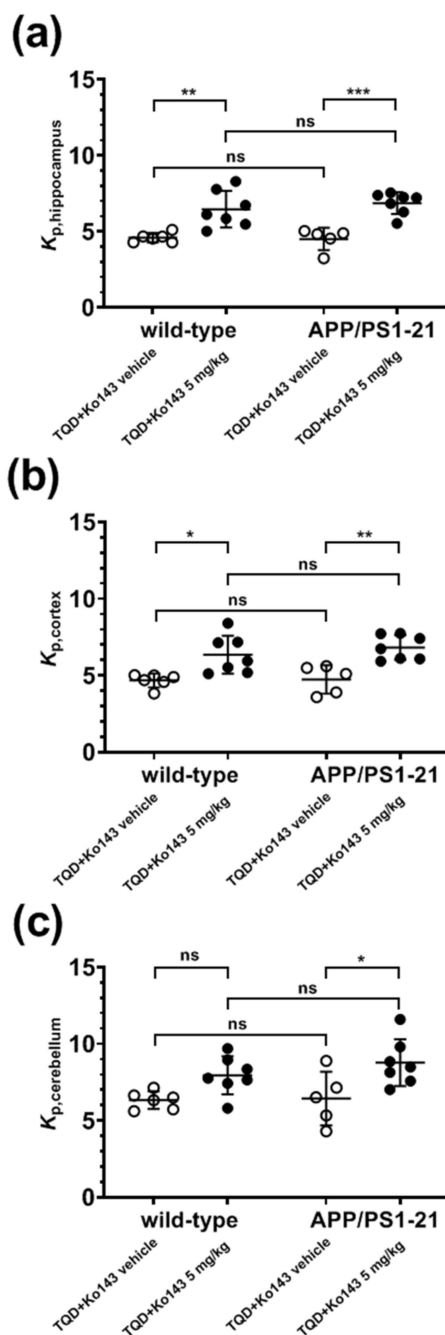 (a)
***
**
ns
ns
15
10
5
0
Kp,hippocampus
wild-type APP/PS1-21
TQD+Ko143 vehicle
TQD+Ko143 5 mg/kg
TQD+Ko143 vehicle
TQD+Ko143 5 mg/kg
(b)
*
**
ns
ns
15
10
5
0
Kp,cortex
wild-type APP/PS1-21
TQD+Ko143 vehicle
TQD+Ko143 5 mg/kg
TQD+Ko143 vehicle
TQD+Ko143 5 mg/kg
(c)
ns
*
ns
ns
15
10
5
0
Kp,cerebellum
wild-type APP/PS1-21
TQD+Ko143 vehicle
TQD+Ko143 5 mg/kg
TQD+Ko143 vehicle
TQD+Ko143 5 mg/kg